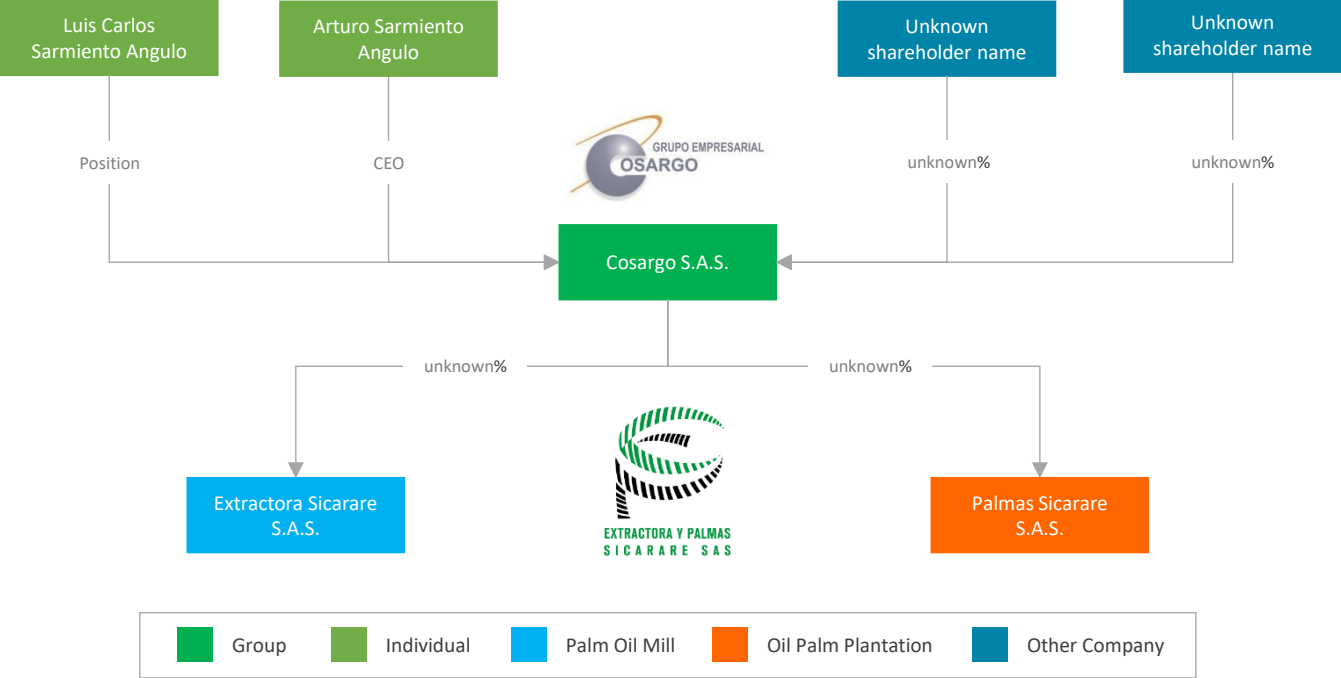 Luis Carlos
Sarmiento Angulo
Arturo Sarmiento
Angulo
Unknown
shareholder name
Unknown
shareholder name
Position
CEO
GRUPO EMPRESARIAL
COSARGO
unknown%
unknown%
Cosargo S.A.S.
unknown%
unknown%
Extractora Sicarare
S.A.S.
EXTRACTORA Y PALMAS
SICARARE SAS
Palmas Sicarare
S.A.S.
Group
Individual
Palm Oil Mill
Oil Palm Plantation
Other Company